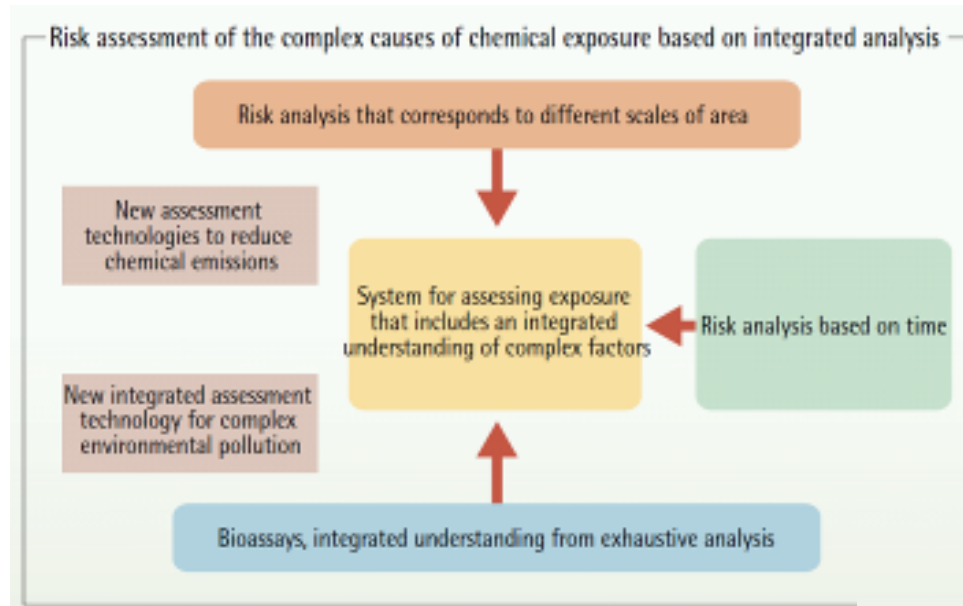 Risk assessment of the complex causes of chemical exposure based on integrated analysis
Risk analysis that corresponds to different scales of area
New assessment
technologies to reduce
chemical emissions
System for assessing exposure
that includes an integrated
understanding of complex factors
Risk analysis based on time
New integrated assessment
technology for complex
environmental pollution
Bioassays, integrated understanding from exhaustive analysis